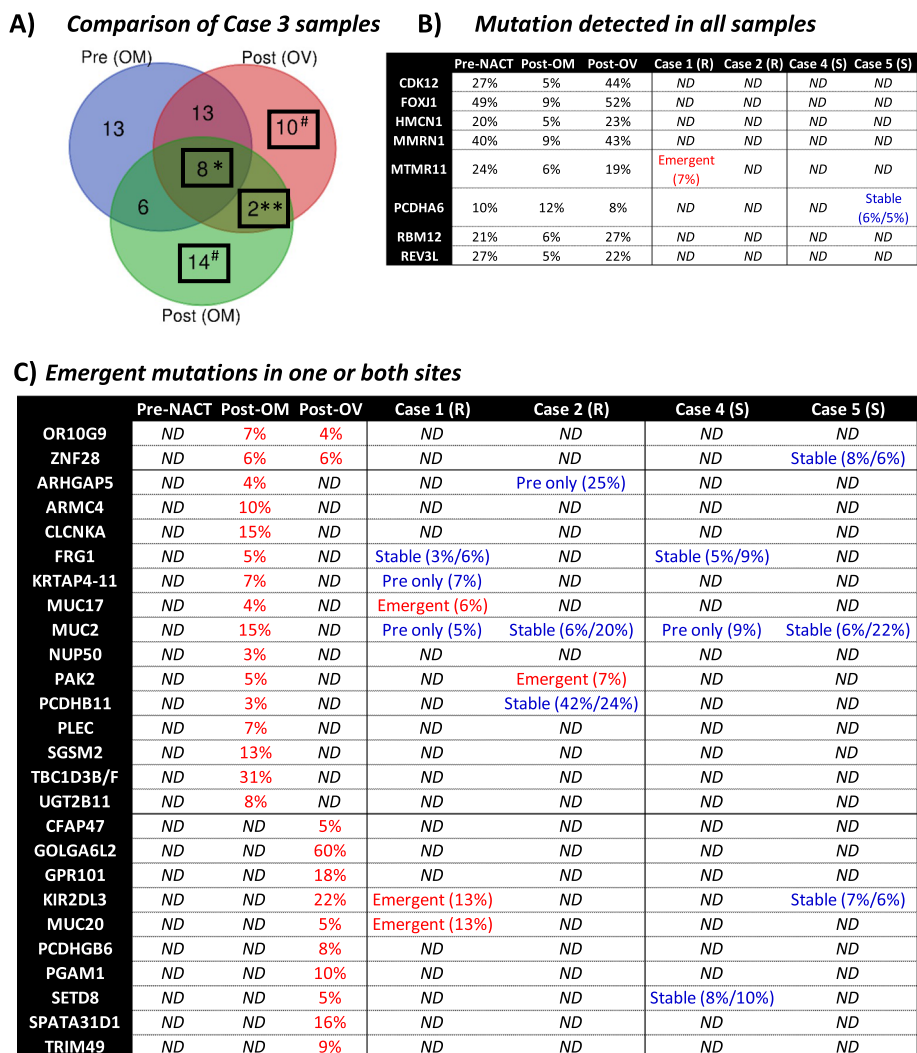 A) Comparison of Case 3 samples
Pre (OM) Post (OV)
13 13 10#
8*
6 2**
14#
Post (OM)
B) Mutation detected in all samples
Pre-NACT Post-OM Post-OV Case 1 (R) Case 2 (R) Case 4 (S) Case 5 (S)
CDK12 27% 5% 44% ND ND ND ND
FOXJ1 49% 9% 52% ND ND ND ND
HMCN1 20% 5% 23% ND ND ND ND
MMRN1 40% 9% 43% ND ND ND ND
MTMR11 24% 6% 19% Emergent (7%) ND ND ND
PCDHA6 10% 12% 8% ND ND ND Stable (6%/5%)
RBM12 21% 6% 27% ND ND ND ND
REV3L 27% 5% 22% ND ND ND ND
C) Emergent mutations in one or both sites
Pre-NACT Post-OM Post-OV Case 1 (R) Case 2 (R) Case 4 (S) Case 5 (S)
OR10G9 ND 7% 4% ND ND ND ND
ZNF28 ND 6% 6% ND ND ND Stable (8%/6%)
ARHGAP5 ND 4% ND ND Pre only (25%) ND ND
ARMC4 ND 10% ND ND ND ND ND
CLCNKA ND 15% ND ND ND ND ND
FRG1 ND 5% ND Stable (3%/6%) ND Stable (5%/9%) ND
KRTAP4-11 ND 7% ND Pre only (7%) ND ND ND
MUC17 ND 4% ND Emergent (6%) ND ND ND
MUC2 ND 15% ND Pre only (5%) Stable (6%/20%) Pre only (9%) Stable (6%/22%)
NUP50 ND 3% ND ND ND ND ND
PAK2 ND 5% ND ND Emergent (7%) ND ND
PCDHB11 ND 3% ND ND Stable (42%/24%) ND ND
PLEC ND 7% ND ND ND ND ND
SGSM2 ND 13% ND ND ND ND ND
TBC1D3B/F ND 31% ND ND ND ND ND
UGT2B11 ND 8% ND ND ND ND ND
CFAP47 ND ND 5% ND ND ND ND
GOLGA6L2 ND ND 60% ND ND ND ND
GPR101 ND ND 18% ND ND ND ND
KIR2DL3 ND ND 22% Emergent (13%) ND ND Stable (7%/6%)
MUC20 ND ND 5% Emergent (13%) ND ND ND
PCDHGB6 ND ND 8% ND ND ND ND
PGAM1 ND ND 10% ND ND ND ND
SETD8 ND ND 5% ND ND Stable (8%/10%) ND
SPATA31D1 ND ND 16% ND ND ND ND
TRIM49 ND ND 9% ND ND ND ND